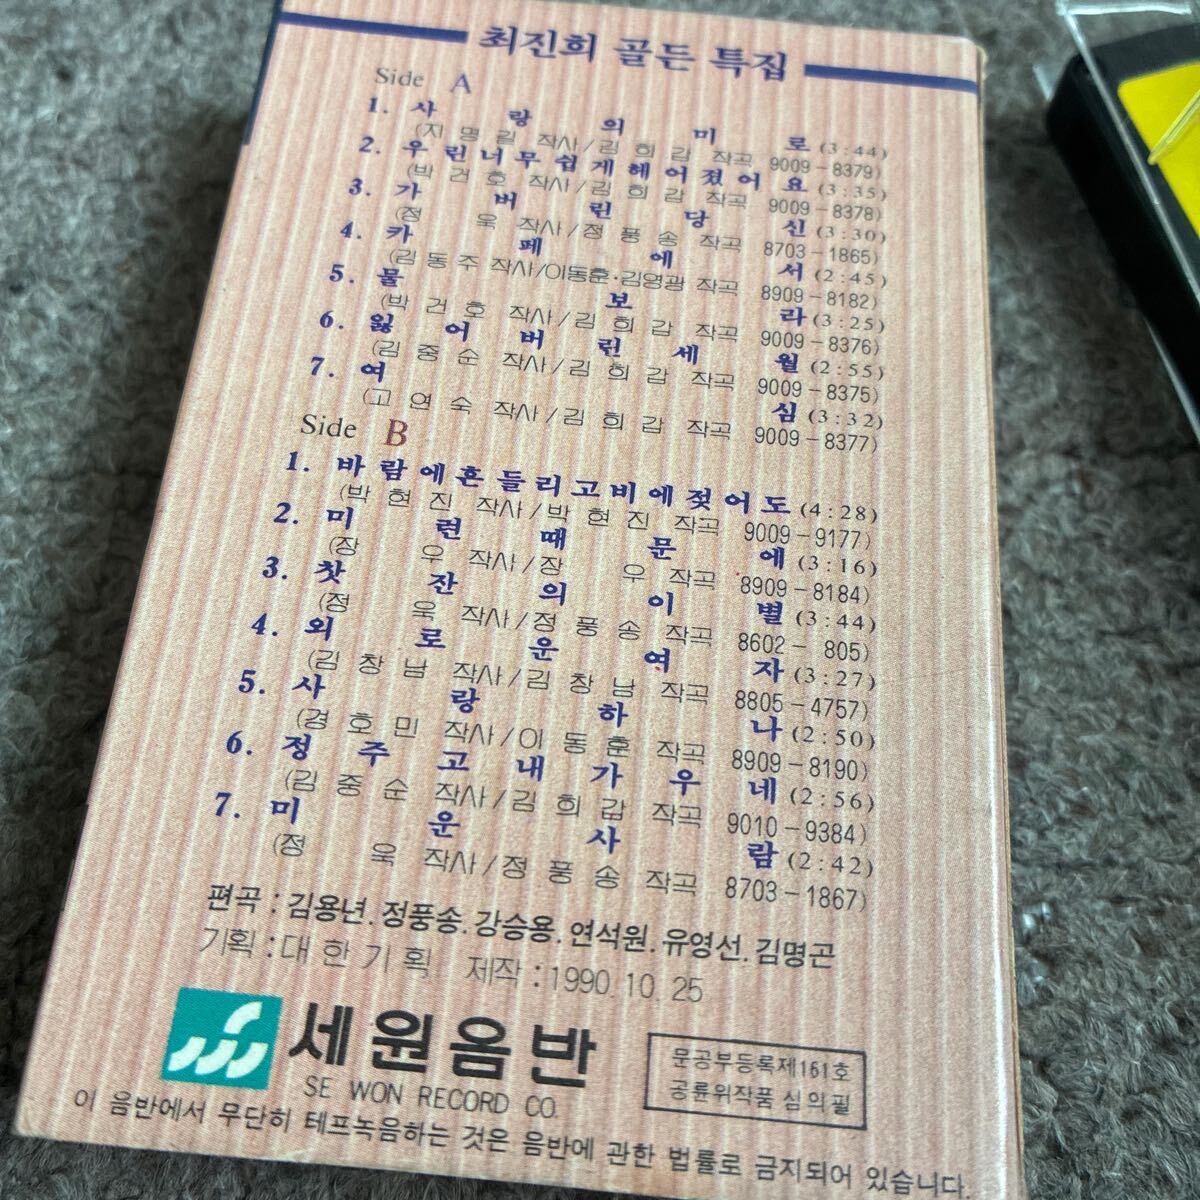 최진희 골든 특집
Side A
1. 사랑의미로(3:44)
(지명길 작사/김희갑 작곡 9009-8379)
2. 우린너무쉽게헤어졌어요(3:35)
(박건호 작사/김희갑 작곡 9009-8378)
3. 가버린당신(3:30)
(정욱 작사/정풍송 작곡 8703-1865)
4. 카페에서(2:45)
(김동주 작사/이동훈·김영광 작곡 8909-8182)
5. 물보라(3:25)
(박건호 작사/김희갑 작곡 9009-8376)
6. 잃어버린세월(2:55)
(김중순 작사/김희갑 작곡 9009-8375)
7. 여심(3:32)
(고연숙 작사/김희갑 작곡 9009-8377)
Side B
1. 바람에흔들리고비에젖어도(4:28)
(박현진 작사/박현진 작곡 9009-9177)
2. 미련때문에(3:16)
(장우 작사/장우 작곡 8909-8184)
3. 찻잔의이별(3:44)
(정욱 작사/정풍송 작곡 8602-805)
4. 외로운여자(3:27)
(김창남 작사/김창남 작곡 8805-4757)
5. 사랑하나(2:50)
(경호민 작사/이동훈 작곡 8909-8190)
6. 정주고내가우네(2:56)
(김중순 작사/김희갑 작곡 9010-9384)
7. 미운사람(2:42)
(정욱 작사/정풍송 작곡 8703-1867)
편곡 : 김용년. 정풍송. 강승용. 연석원. 유영선. 김명곤
기획 : 대한기획 제작 : 1990. 10. 25
세원음반
SE WON RECORD CO.
문공부등록제161호
공륜위작품 심의필
이 음반에서 무단히 테프녹음하는 것은 음반에 관한 법률로 금지되어 있습니다.